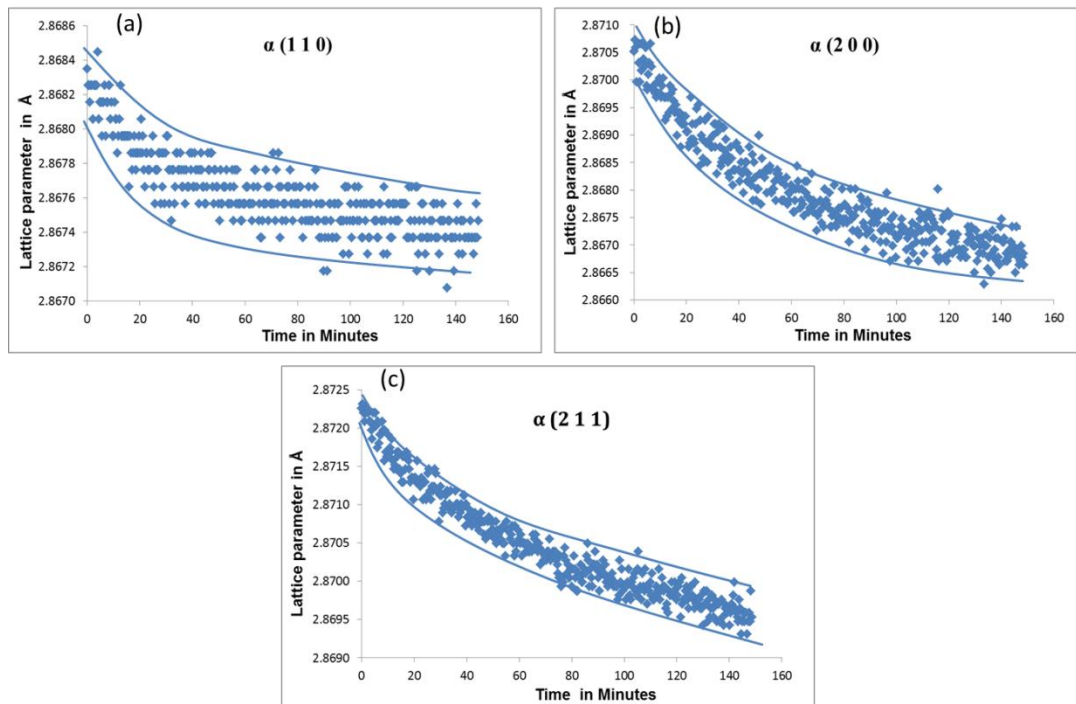 (a)
α (1 1 0)
Lattice parameter in Å
2.8686
2.8684
2.8682
2.8680
2.8678
2.8676
2.8674
2.8672
2.8670
0 20 40 60 80 100 120 140 160
Time in Minutes
(b)
α (2 0 0)
Lattice parameter in Å
2.8710
2.8705
2.8700
2.8695
2.8690
2.8685
2.8680
2.8675
2.8670
2.8665
2.8660
0 20 40 60 80 100 120 140 160
Time in Minutes
(c)
α (2 1 1)
Lattice parameter in Å
2.8725
2.8720
2.8715
2.8710
2.8705
2.8700
2.8695
2.8690
0 20 40 60 80 100 120 140 160
Time in Minutes